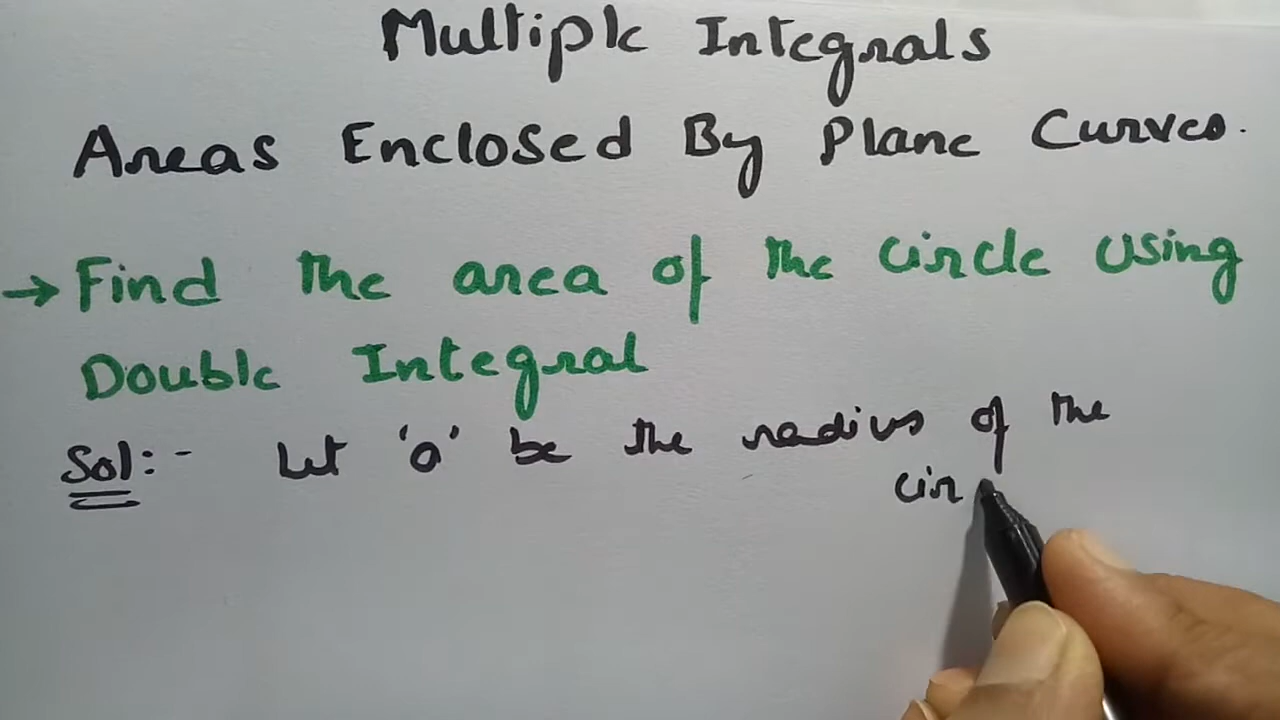 Multiple Integrals
Areas Enclosed By Plane Curves.
→ Find the area of the circle using
Double Integral
Sol:- Let 'a' be the radius of the
cir